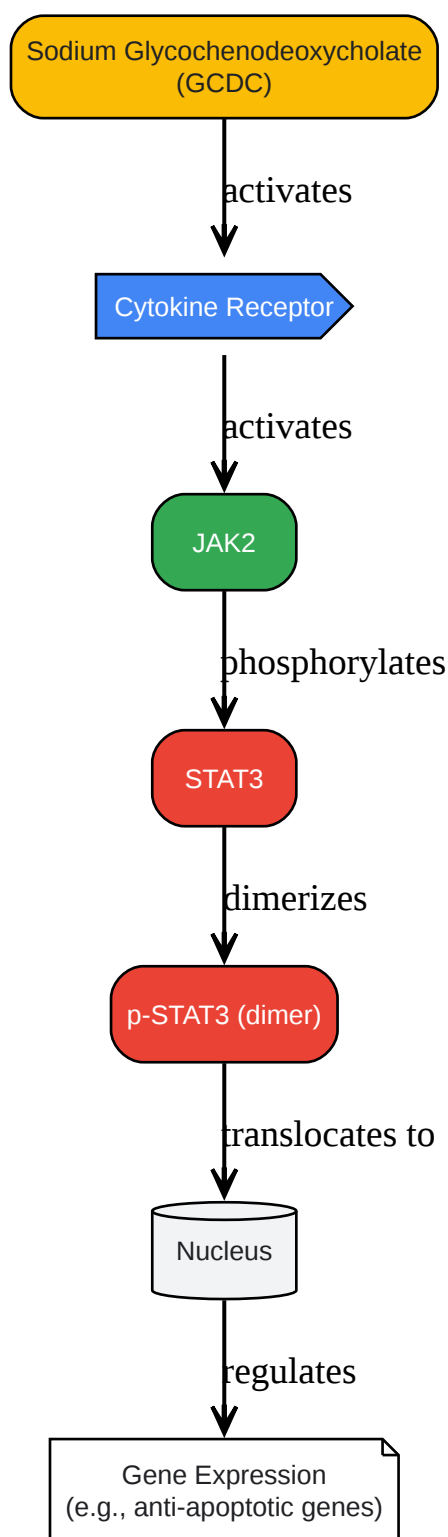 Sodium Glycochenodeoxycholate
(GCDC)
activates
Cytokine Receptor
activates
JAK2
phosphorylates
STAT3
dimerizes
p-STAT3 (dimer)
translocates to
Nucleus
regulates
Gene Expression
(e.g., anti-apoptotic genes)